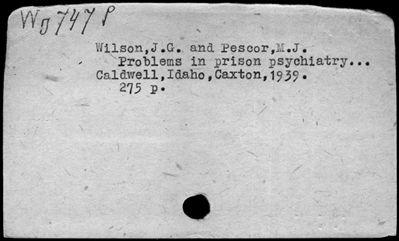 Wg 747 P
Wilson,J.G. and Pescor,M.J.
Problems in prison psychiatry...
Caldwell,Idaho,Caxton,1939.
275 p.